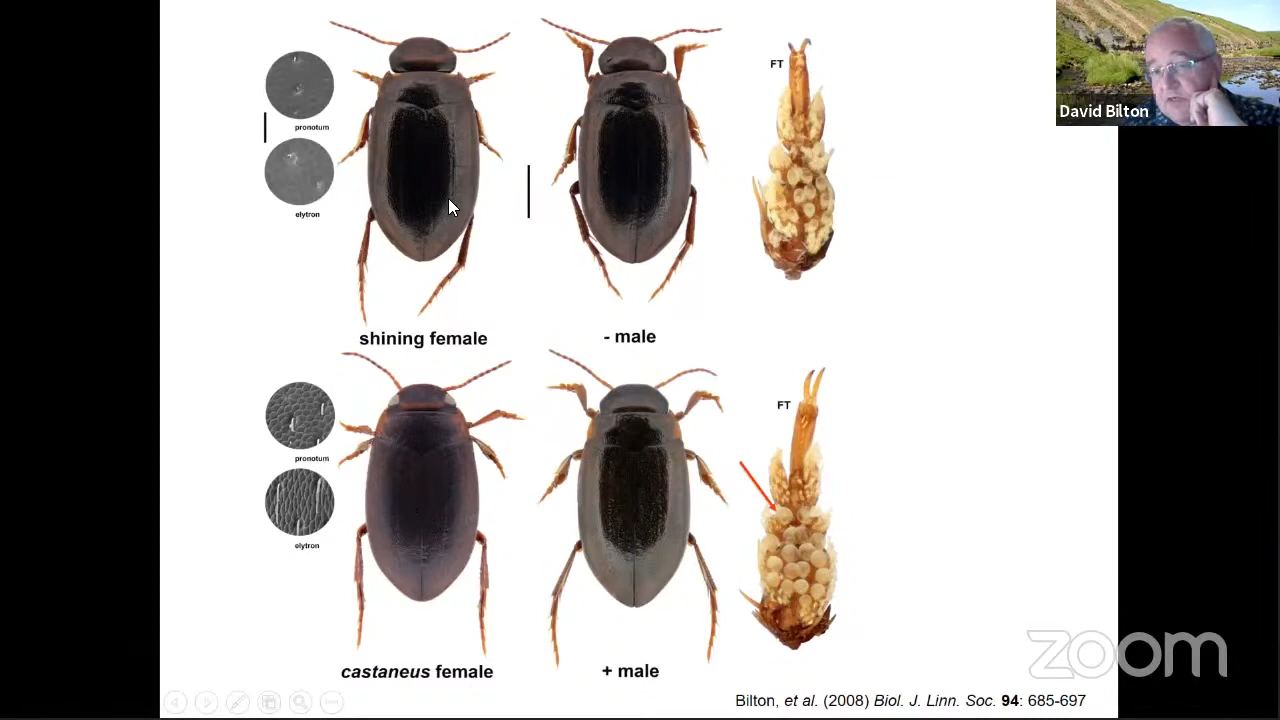 David Bilton
FT
pronotum
elytron
shining female
- male
FT
pronotum
elytron
castaneus female
+ male
zoom
Bilton, et al. (2008) Biol. J. Linn. Soc. 94: 685-697